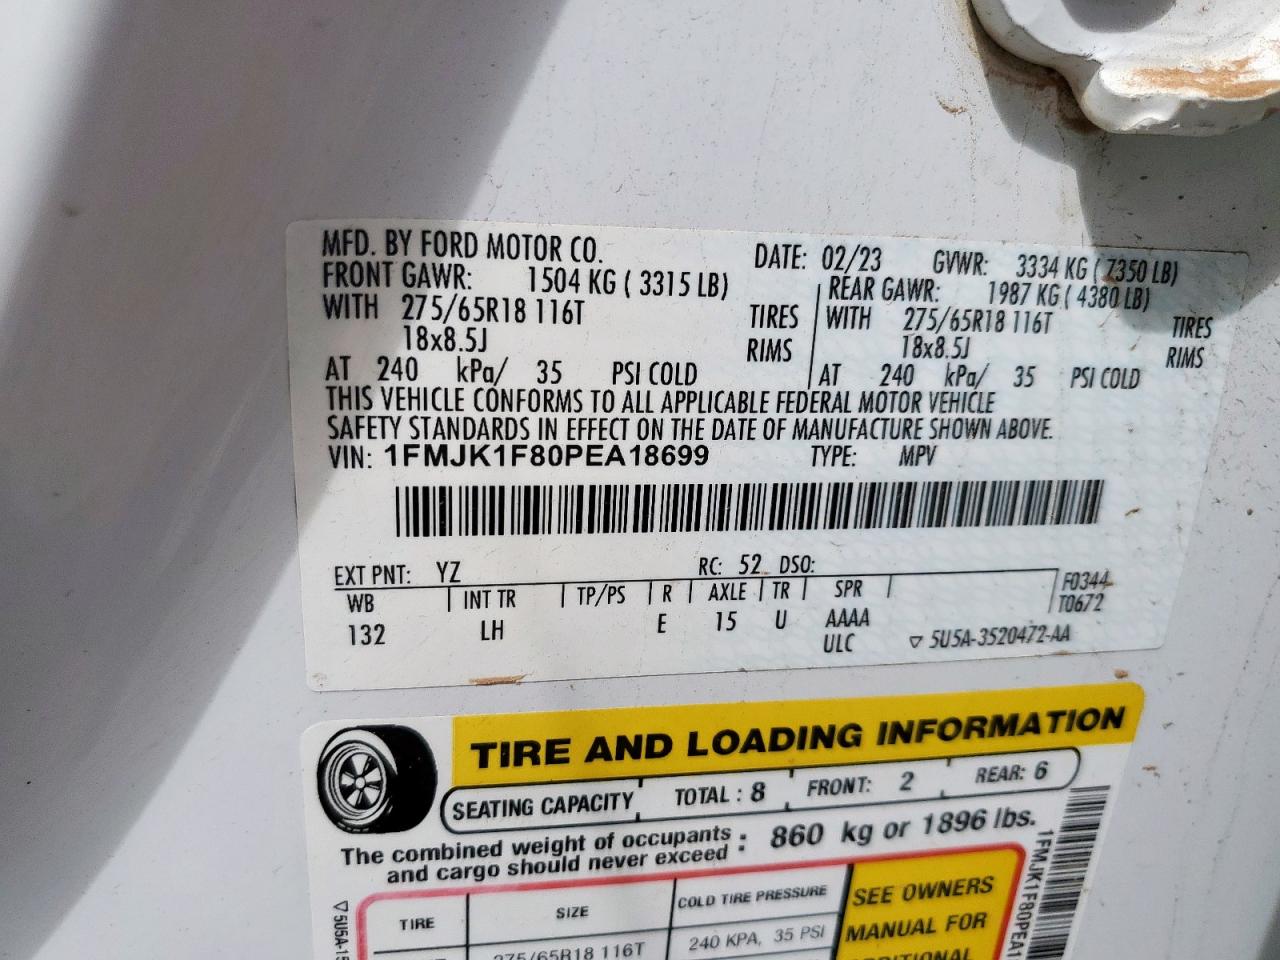 MFD. BY FORD MOTOR CO. DATE: 02/23 GVWR: 3334 KG ( 7350 LB)
FRONT GAWR: 1504 KG ( 3315 LB) REAR GAWR: 1987 KG ( 4380 LB)
WITH 275/65R18 116T TIRES WITH 275/65R18 116T TIRES
18x8.5J RIMS 18x8.5J RIMS
AT 240 kPa/ 35 PSI COLD AT 240 kPa/ 35 PSI COLD
THIS VEHICLE CONFORMS TO ALL APPLICABLE FEDERAL MOTOR VEHICLE
SAFETY STANDARDS IN EFFECT ON THE DATE OF MANUFACTURE SHOWN ABOVE.
VIN: 1FMJK1F80PEA18699 TYPE: MPV
EXT PNT: YZ RC: 52 DSO:
WB INT TR TP/PS R AXLE TR SPR F0344
T0672
132 LH E 15 U AAAA
ULC ▽ 5U5A-3520472-AA
TIRE AND LOADING INFORMATION
SEATING CAPACITY TOTAL : 8 FRONT: 2 REAR: 6
The combined weight of occupants
and cargo should never exceed : 860 kg or 1896 lbs.
TIRE SIZE COLD TIRE PRESSURE SEE OWNERS
MANUAL FOR
275/65R18 116T 240 KPA, 35 PSI
ADDITIONAL
▽ 5U5A-15
1FMJK1F80PEA1